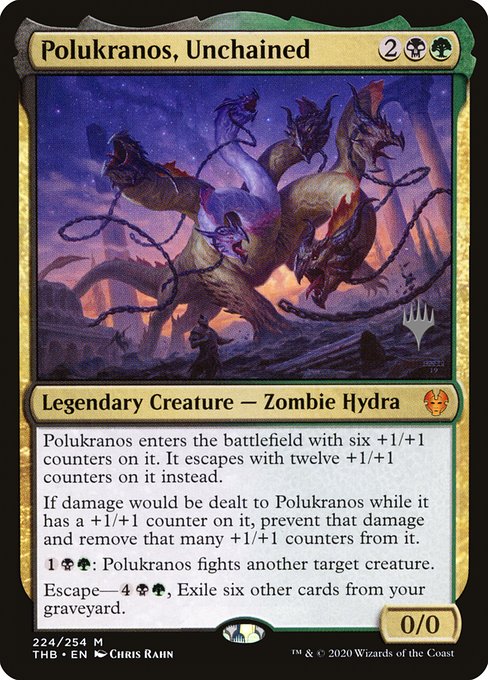 Polukranos, Unchained 2
Legendary Creature — Zombie Hydra
Polukranos enters the battlefield with six +1/+1
counters on it. It escapes with twelve +1/+1
counters on it instead.
If damage would be dealt to Polukranos while it
has a +1/+1 counter on it, prevent that damage
and remove that many +1/+1 counters from it.
1: Polukranos fights another target creature.
Escape—4, Exile six other cards from your
graveyard.
0/0
224/254 M
THB • EN Chris Rahn
™ & © 2020 Wizards of the Coast